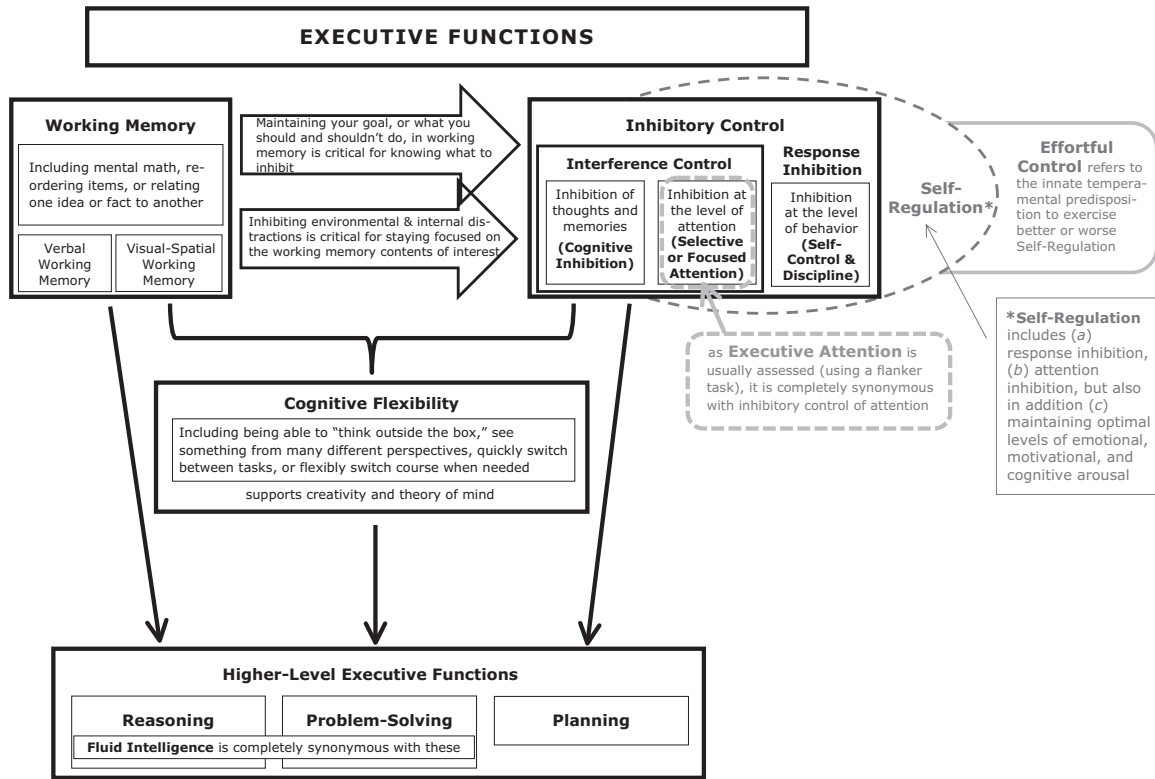 EXECUTIVE FUNCTIONS
Working Memory
Including mental math, re-
ordering items, or relating
one idea or fact to another
Verbal
Working
Memory
Visual-Spatial
Working
Memory
Maintaining your goal, or what you
should and shouldn't do, in working
memory is critical for knowing what to
inhibit
Inhibiting environmental & internal dis-
tractions is critical for staying focused on
the working memory contents of interest
Inhibitory Control
Interference Control
Inhibition of
thoughts and
memories
(Cognitive
Inhibition)
Inhibition at
the level of
attention
(Selective
or Focused
Attention)
Response
Inhibition
Inhibition
at the level
of behavior
(Self-
Control &
Discipline)
Self-
Regulation*
Effortful
Control refers to
the innate tempera-
mental predisposi-
tion to exercise
better or worse
Self-Regulation
as Executive Attention is
usually assessed (using a flanker
task), it is completely synonymous
with inhibitory control of attention
*Self-Regulation
includes (a)
response inhibition,
(b) attention
inhibition, but also
in addition (c)
maintaining optimal
levels of emotional,
motivational, and
cognitive arousal
Cognitive Flexibility
Including being able to “think outside the box,” see
something from many different perspectives, quickly switch
between tasks, or flexibly switch course when needed
supports creativity and theory of mind
Higher-Level Executive Functions
Reasoning
Problem-Solving
Planning
Fluid Intelligence is completely synonymous with these